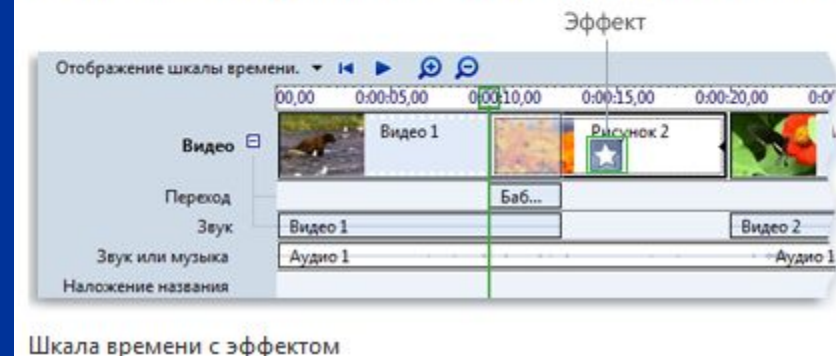 Эффект
Отображение шкалы времени.
00,00 0:00:05,00 0:00:10,00 0:00:15,00 0:00:20,00 0:0
Видео Видео 1 Рисунок 2
Переход Баб...
Звук Видео 1 Видео 2
Звук или музыка Аудио 1 Аудио 1
Наложение названия
Шкала времени с эффектом